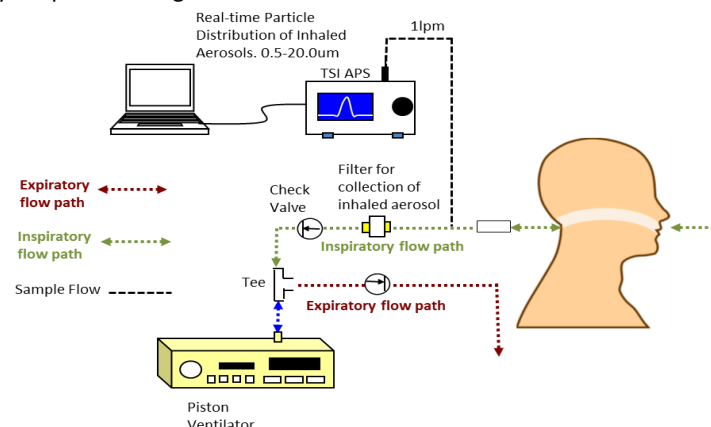 Real-time Particle
Distribution of Inhaled
Aerosols. 0.5-20.0um
1lpm
TSI APS
Filter for
collection of
inhaled aerosol
Check
Valve
Expiratory
flow path
Inspiratory
flow path
Inspiratory flow path
Sample Flow
Tee
Expiratory flow path
Piston
Ventilator